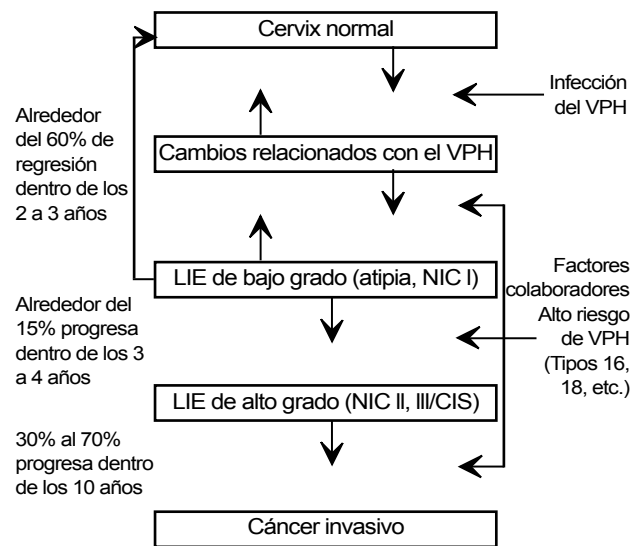 Cervix normal
Infección
del VPH
Alrededor
del 60% de
regresión
dentro de los
2 a 3 años
Cambios relacionados con el VPH
LIE de bajo grado (atipia, NIC I)
Factores
colaboradores
Alto riesgo
de VPH
(Tipos 16,
18, etc.)
Alrededor del
15% progresa
dentro de los 3
a 4 años
LIE de alto grado (NIC II, III/CIS)
30% al 70%
progresa dentro
de los 10 años
Cáncer invasivo